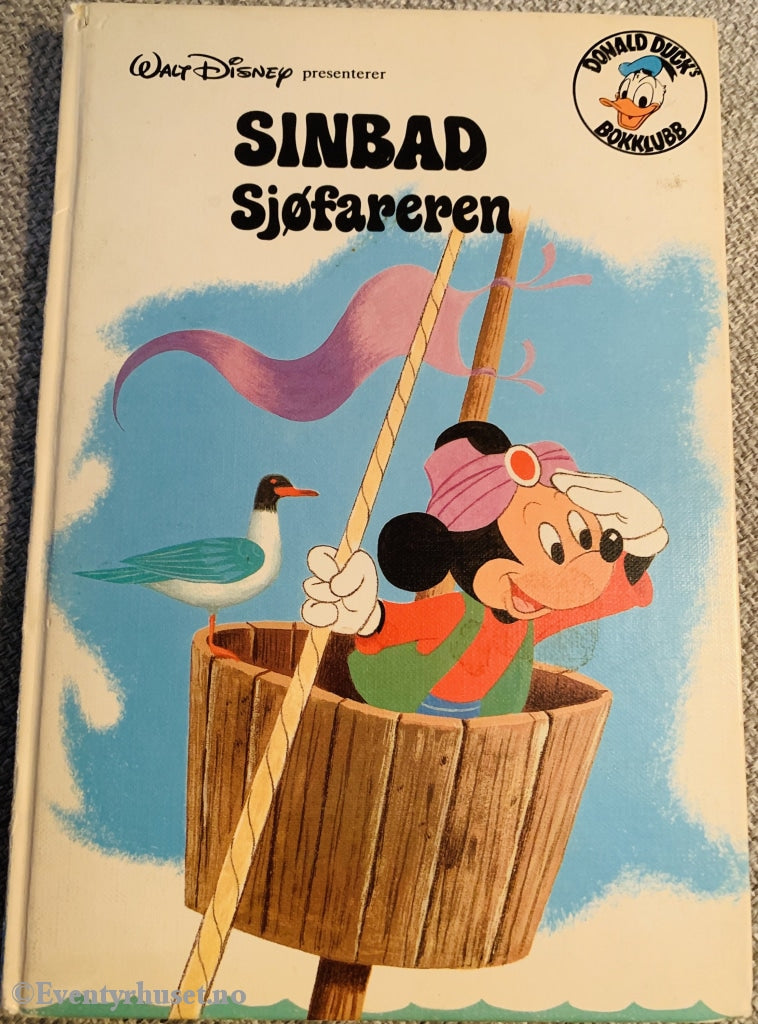 WALT DISNEY presenterer
DONALD DUCK's
BOKKLUBB
SINBAD
Sjøfareren
©Eventyrhuset.no